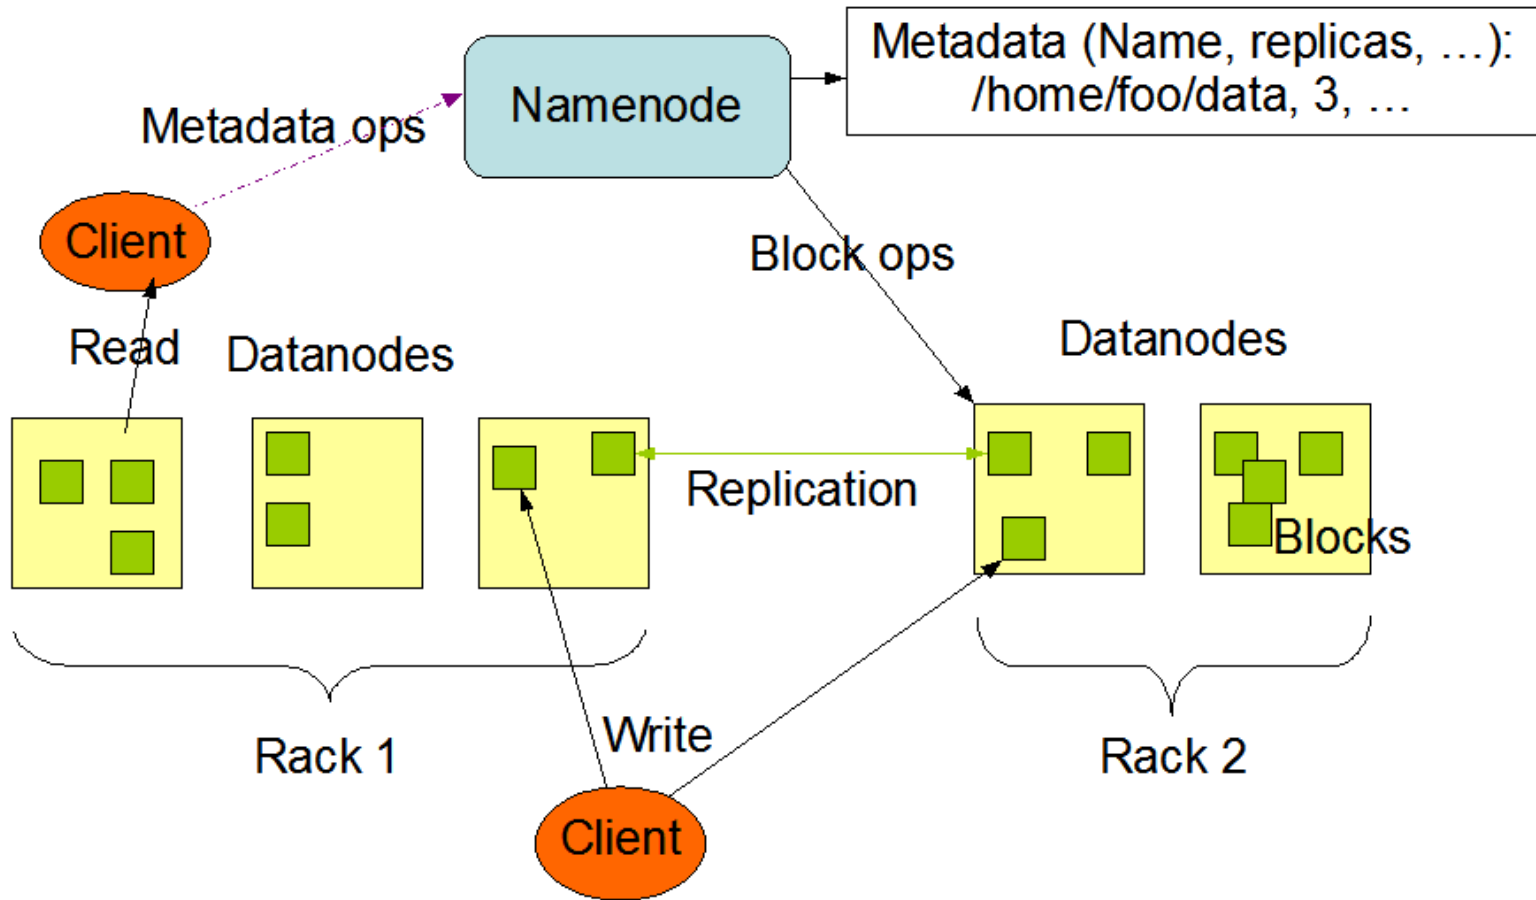 Metadata (Name, replicas, …):
/home/foo/data, 3, …
Namenode
Metadata ops
Client
Block ops
Read
Datanodes
Datanodes
Replication
Blocks
Rack 1
Write
Rack 2
Client